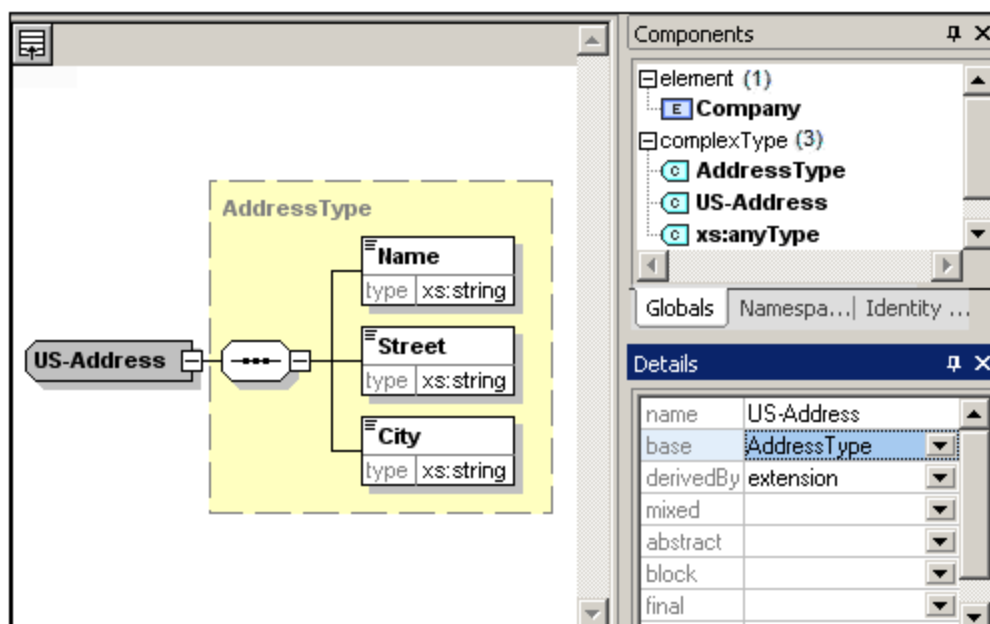 AddressType
Name
type xs:string
US-Address
Street
type xs:string
City
type xs:string
Components
element (1)
E Company
complexType (3)
C AddressType
C US-Address
C xs:anyType
Globals Namespa... Identity ...
Details
name US-Address
base AddressType
derivedBy extension
mixed
abstract
block
final